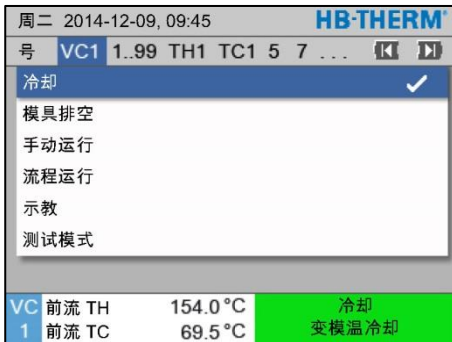 周二 2014-12-09, 09:45 HB-THERM®
号 VC1 1..99 TH1 TC1 5 7 ...
冷却
模具排空
手动运行
流程运行
示教
测试模式
VC 前流 TH 154.0 °C 冷却
1 前流 TC 69.5 °C 变模温冷却